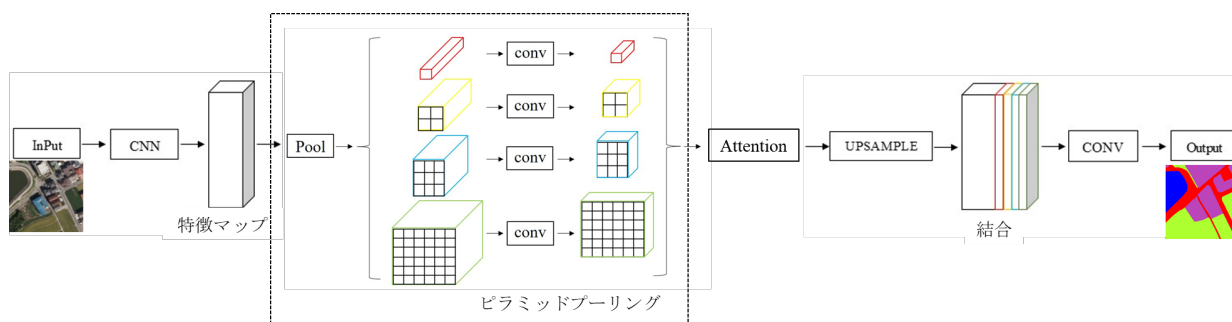 InPut
CNN
特徴マップ
Pool
conv
conv
conv
conv
ピラミッドプーリング
Attention
UPSAMPLE
結合
CONV
Output